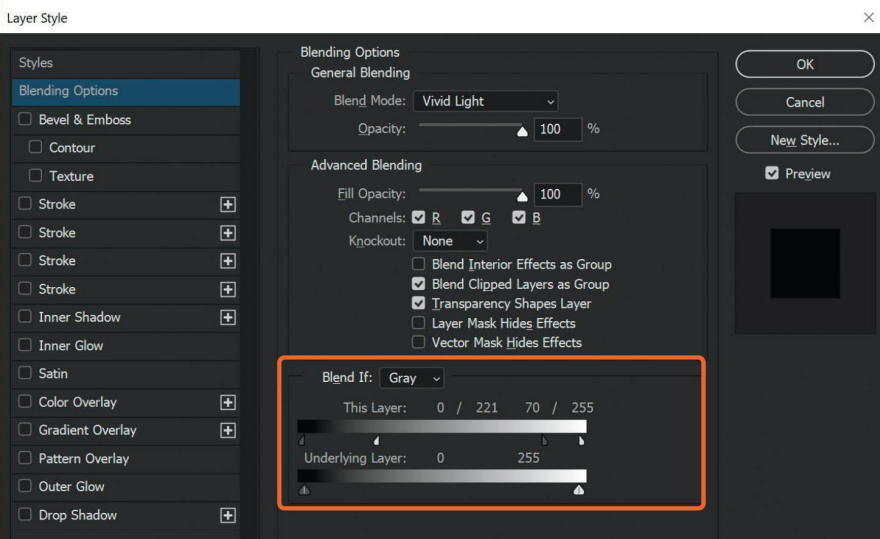 Layer Style
Styles
Blending Options
Bevel & Emboss
Contour
Texture
Stroke
Stroke
Stroke
Stroke
Inner Shadow
Inner Glow
Satin
Color Overlay
Gradient Overlay
Pattern Overlay
Outer Glow
Drop Shadow
Blending Options
General Blending
Blend Mode: Vivid Light
Opacity: 100 %
Advanced Blending
Fill Opacity: 100 %
Channels: R G B
Knockout: None
Blend Interior Effects as Group
Blend Clipped Layers as Group
Transparency Shapes Layer
Layer Mask Hides Effects
Vector Mask Hides Effects
Blend If: Gray
This Layer: 0 / 221 70 / 255
Underlying Layer: 0 255
OK
Cancel
New Style...
Preview